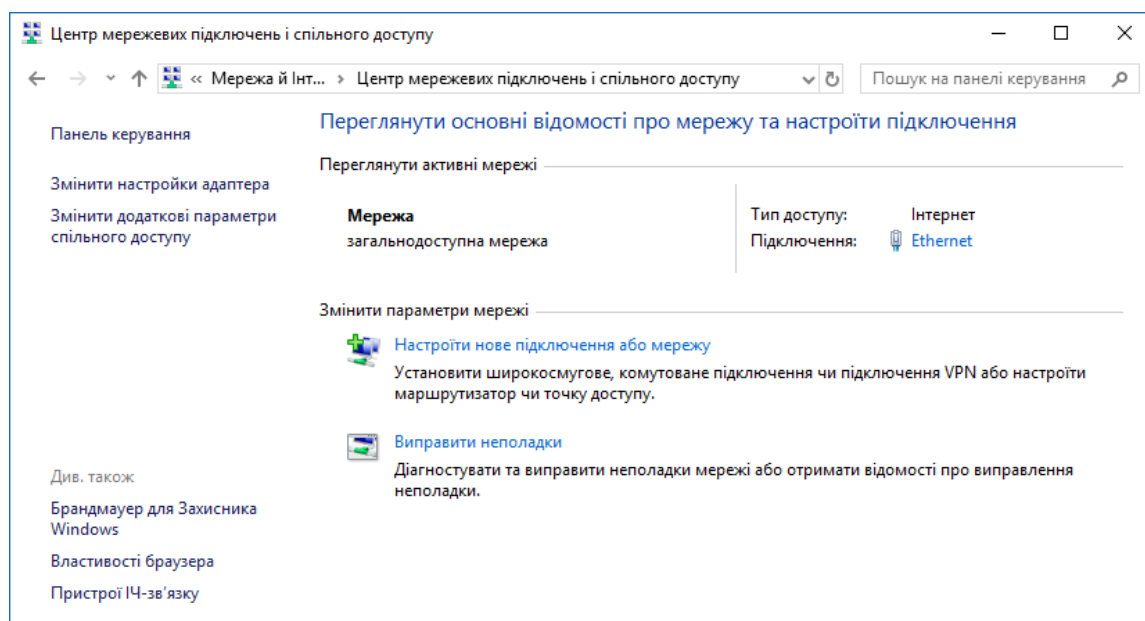 Центр мережевих підключень і спільного доступу
« Мережа й Інт... › Центр мережевих підключень і спільного доступу
Пошук на панелі керування
Панель керування
Змінити настройки адаптера
Змінити додаткові параметри
спільного доступу
Переглянути основні відомості про мережу та настроїти підключення
Переглянути активні мережі
Мережа
загальнодоступна мережа
Тип доступу: Інтернет
Підключення: Ethernet
Змінити параметри мережі
Настроїти нове підключення або мережу
Установити широкосмугове, комутоване підключення чи підключення VPN або настроїти
маршрутизатор чи точку доступу.
Виправити неполадки
Діагностувати та виправити неполадки мережі або отримати відомості про виправлення
неполадки.
Див. також
Брандмауер для Захисника
Windows
Властивості браузера
Пристрої ІЧ-зв'язку